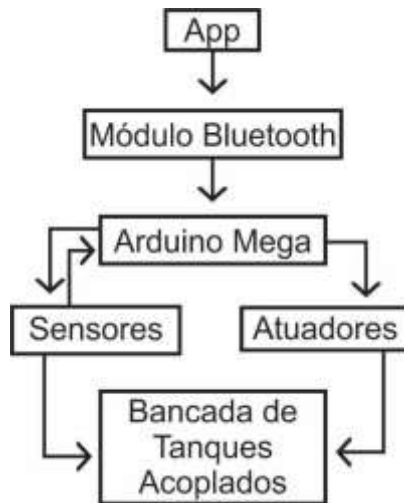 App
Módulo Bluetooth
Arduino Mega
Sensores
Atuadores
Bancada de
Tanques
Acoplados